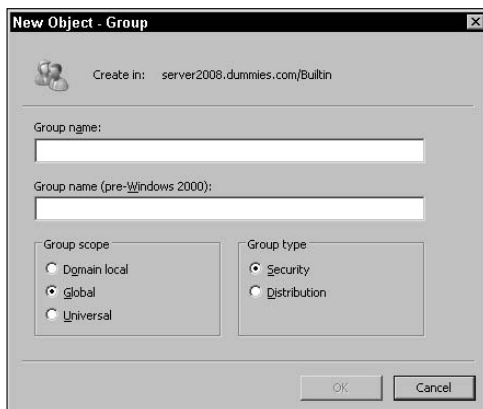 New Object - Group
Create in: server2008.dummies.com/Builtin
Group name:
Group name (pre-Windows 2000):
Group scope
Domain local
Global
Universal
Group type
Security
Distribution
OK
Cancel